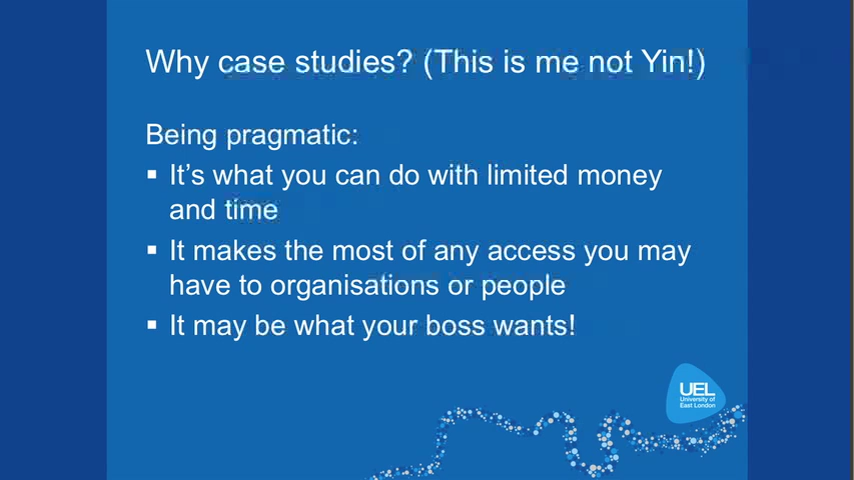 Why case studies? (This is me not Yin!)
Being pragmatic:
▪ It's what you can do with limited money
and time
▪ It makes the most of any access you may
have to organisations or people
▪ It may be what your boss wants!
UEL
University of
East London